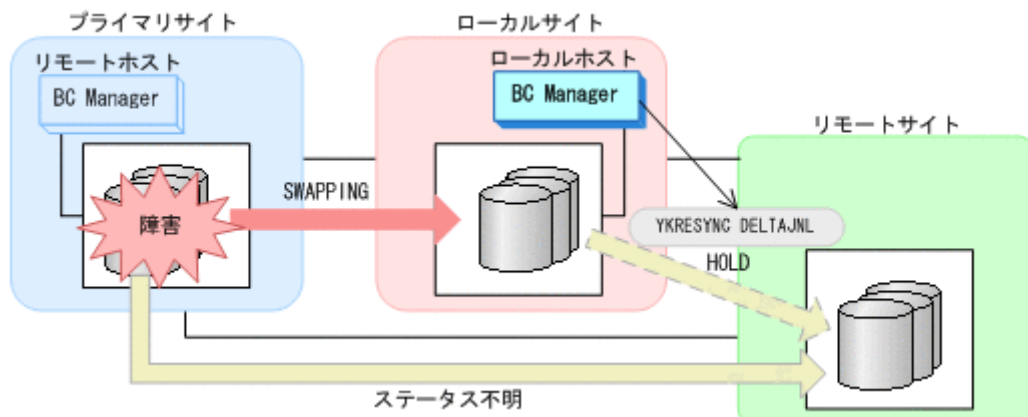 プライマリサイト
ローカルサイト
リモートホスト
ローカルホスト
BC Manager
BC Manager
リモートサイト
SWAPPING
障害
YKRESYNC DELTAJNL
HOLD
ステータス不明